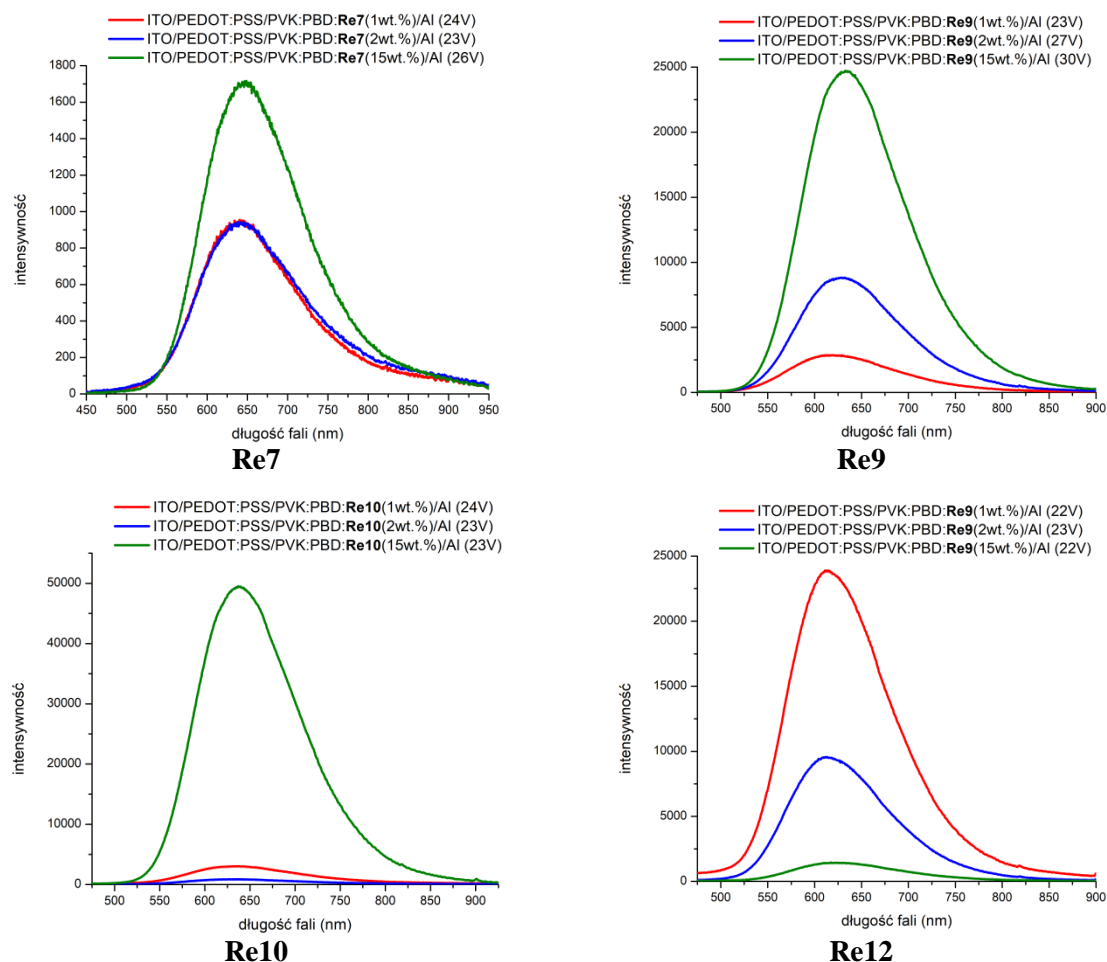 ITO/PEDOT:PSS/PVK:PBD:Re7(1wt.%)/Al (24V)
ITO/PEDOT:PSS/PVK:PBD:Re7(2wt.%)/Al (23V)
ITO/PEDOT:PSS/PVK:PBD:Re7(15wt.%)/Al (26V)
1800
1600
1400
1200
1000
800
600
400
200
0
intensywność
450 500 550 600 650 700 750 800 850 900 950
długość fali (nm)
Re7
ITO/PEDOT:PSS/PVK:PBD:Re9(1wt.%)/Al (23V)
ITO/PEDOT:PSS/PVK:PBD:Re9(2wt.%)/Al (27V)
ITO/PEDOT:PSS/PVK:PBD:Re9(15wt.%)/Al (30V)
25000
20000
15000
10000
5000
0
intensywność
500 550 600 650 700 750 800 850 900
długość fali (nm)
Re9
ITO/PEDOT:PSS/PVK:PBD:Re10(1wt.%)/Al (24V)
ITO/PEDOT:PSS/PVK:PBD:Re10(2wt.%)/Al (23V)
ITO/PEDOT:PSS/PVK:PBD:Re10(15wt.%)/Al (23V)
50000
40000
30000
20000
10000
0
intensywność
500 550 600 650 700 750 800 850 900
długość fali (nm)
Re10
ITO/PEDOT:PSS/PVK:PBD:Re9(1wt.%)/Al (22V)
ITO/PEDOT:PSS/PVK:PBD:Re9(2wt.%)/Al (23V)
ITO/PEDOT:PSS/PVK:PBD:Re9(15wt.%)/Al (22V)
25000
20000
15000
10000
5000
0
intensywność
500 550 600 650 700 750 800 850 900
długość fali (nm)
Re12